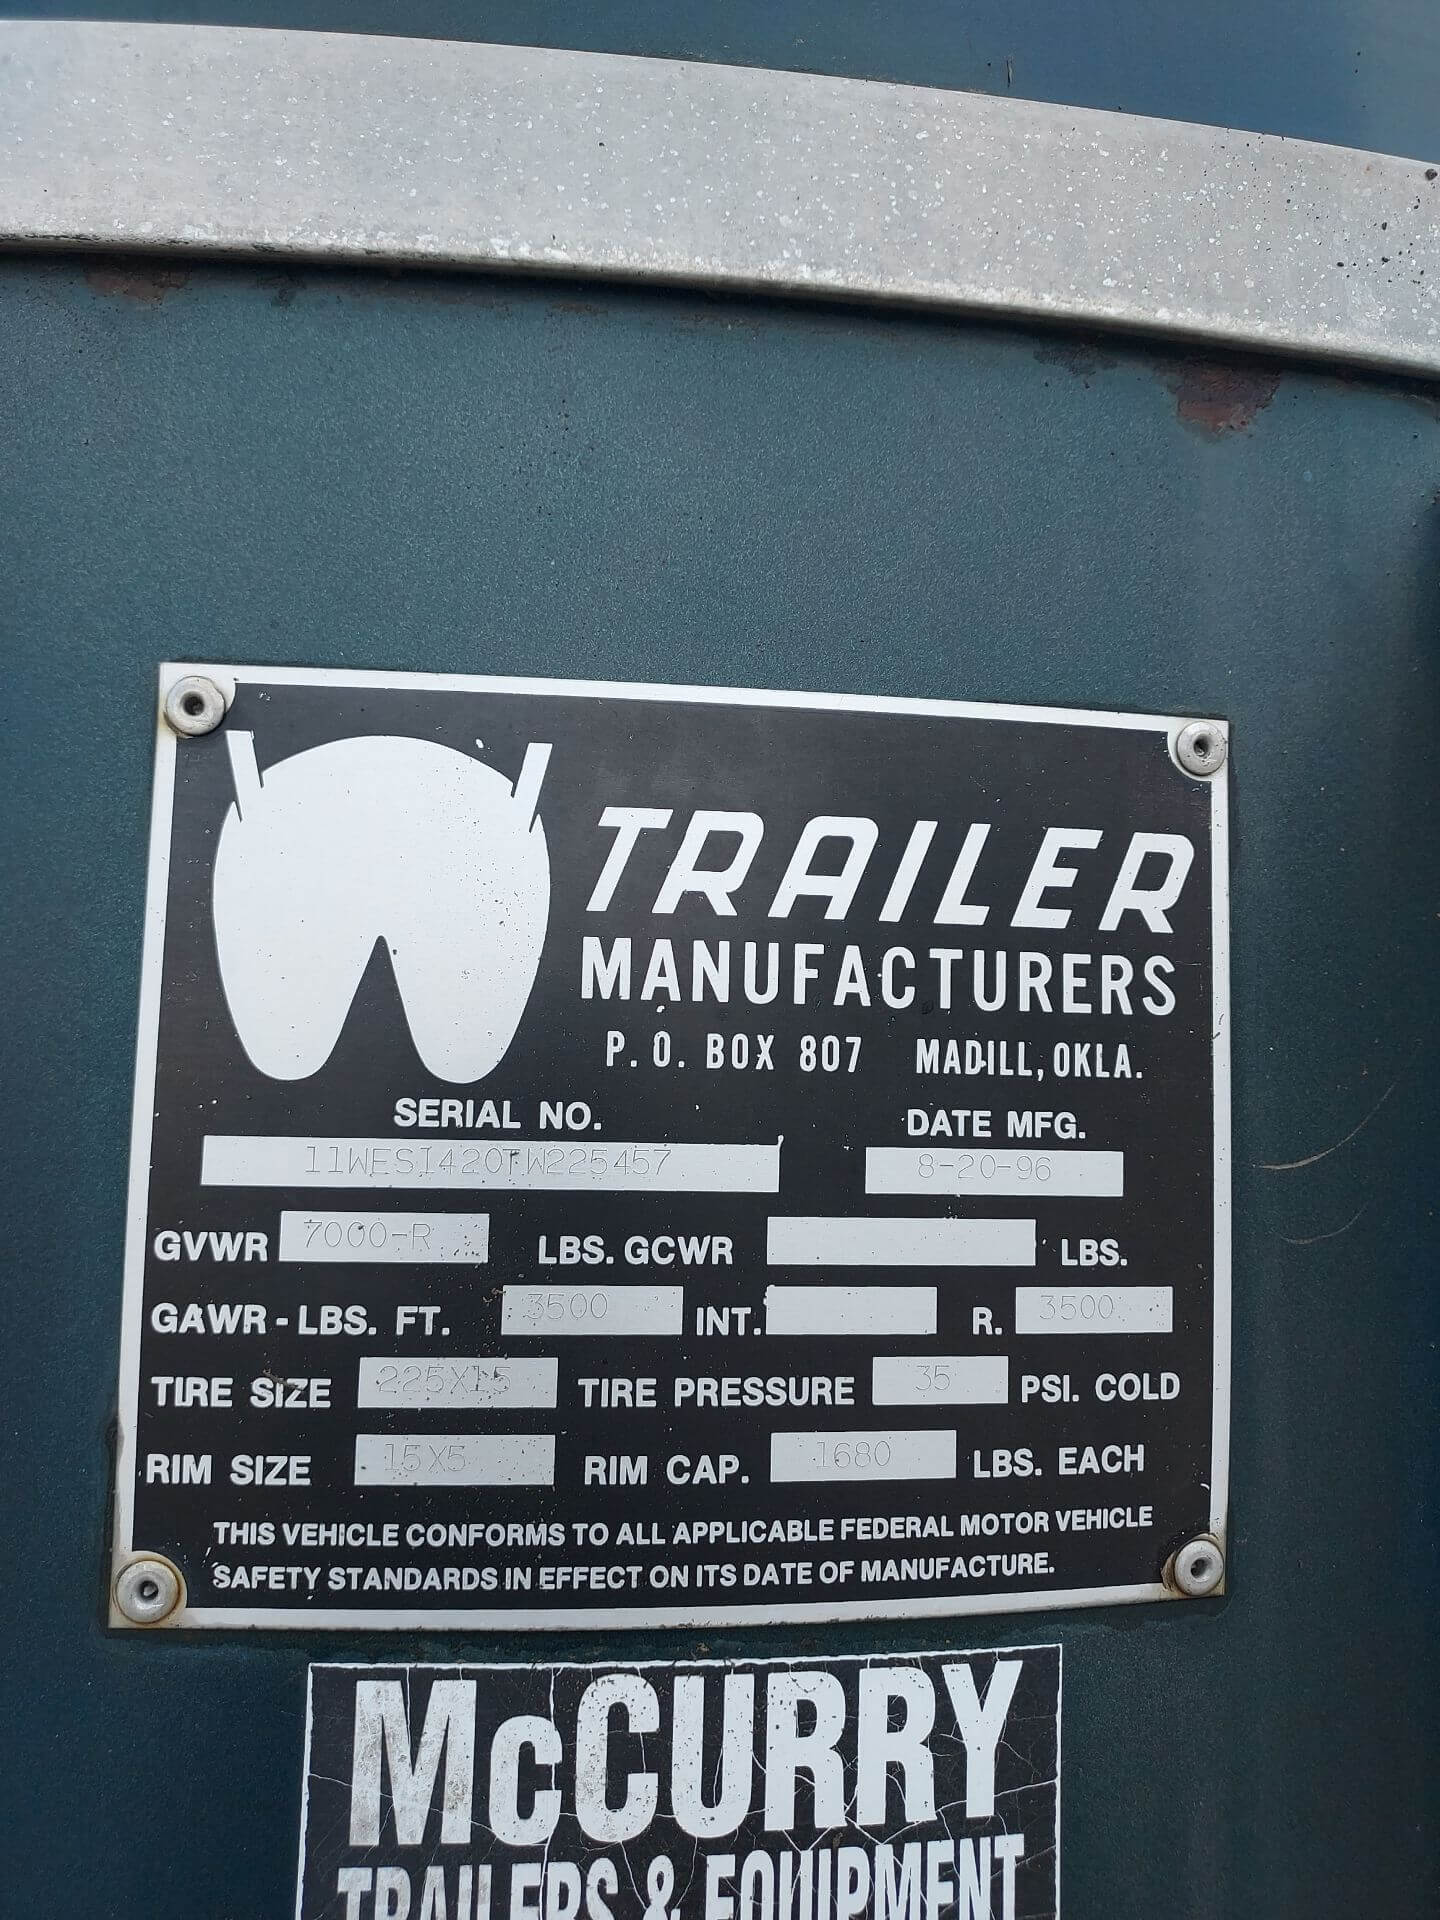 TRAILER
MANUFACTURERS
P. O. BOX 807 MADILL, OKLA.
SERIAL NO. DATE MFG.
11WES1420TW225457 8-20-96
GVWR 7000-R LBS. GCWR LBS.
GAWR - LBS. FT. 3500 INT. R. 3500
TIRE SIZE 225X15 TIRE PRESSURE 35 PSI. COLD
RIM SIZE 15X5 RIM CAP. 1680 LBS. EACH
THIS VEHICLE CONFORMS TO ALL APPLICABLE FEDERAL MOTOR VEHICLE
SAFETY STANDARDS IN EFFECT ON ITS DATE OF MANUFACTURE.
McCURRY
TRAILERS & EQUIPMENT